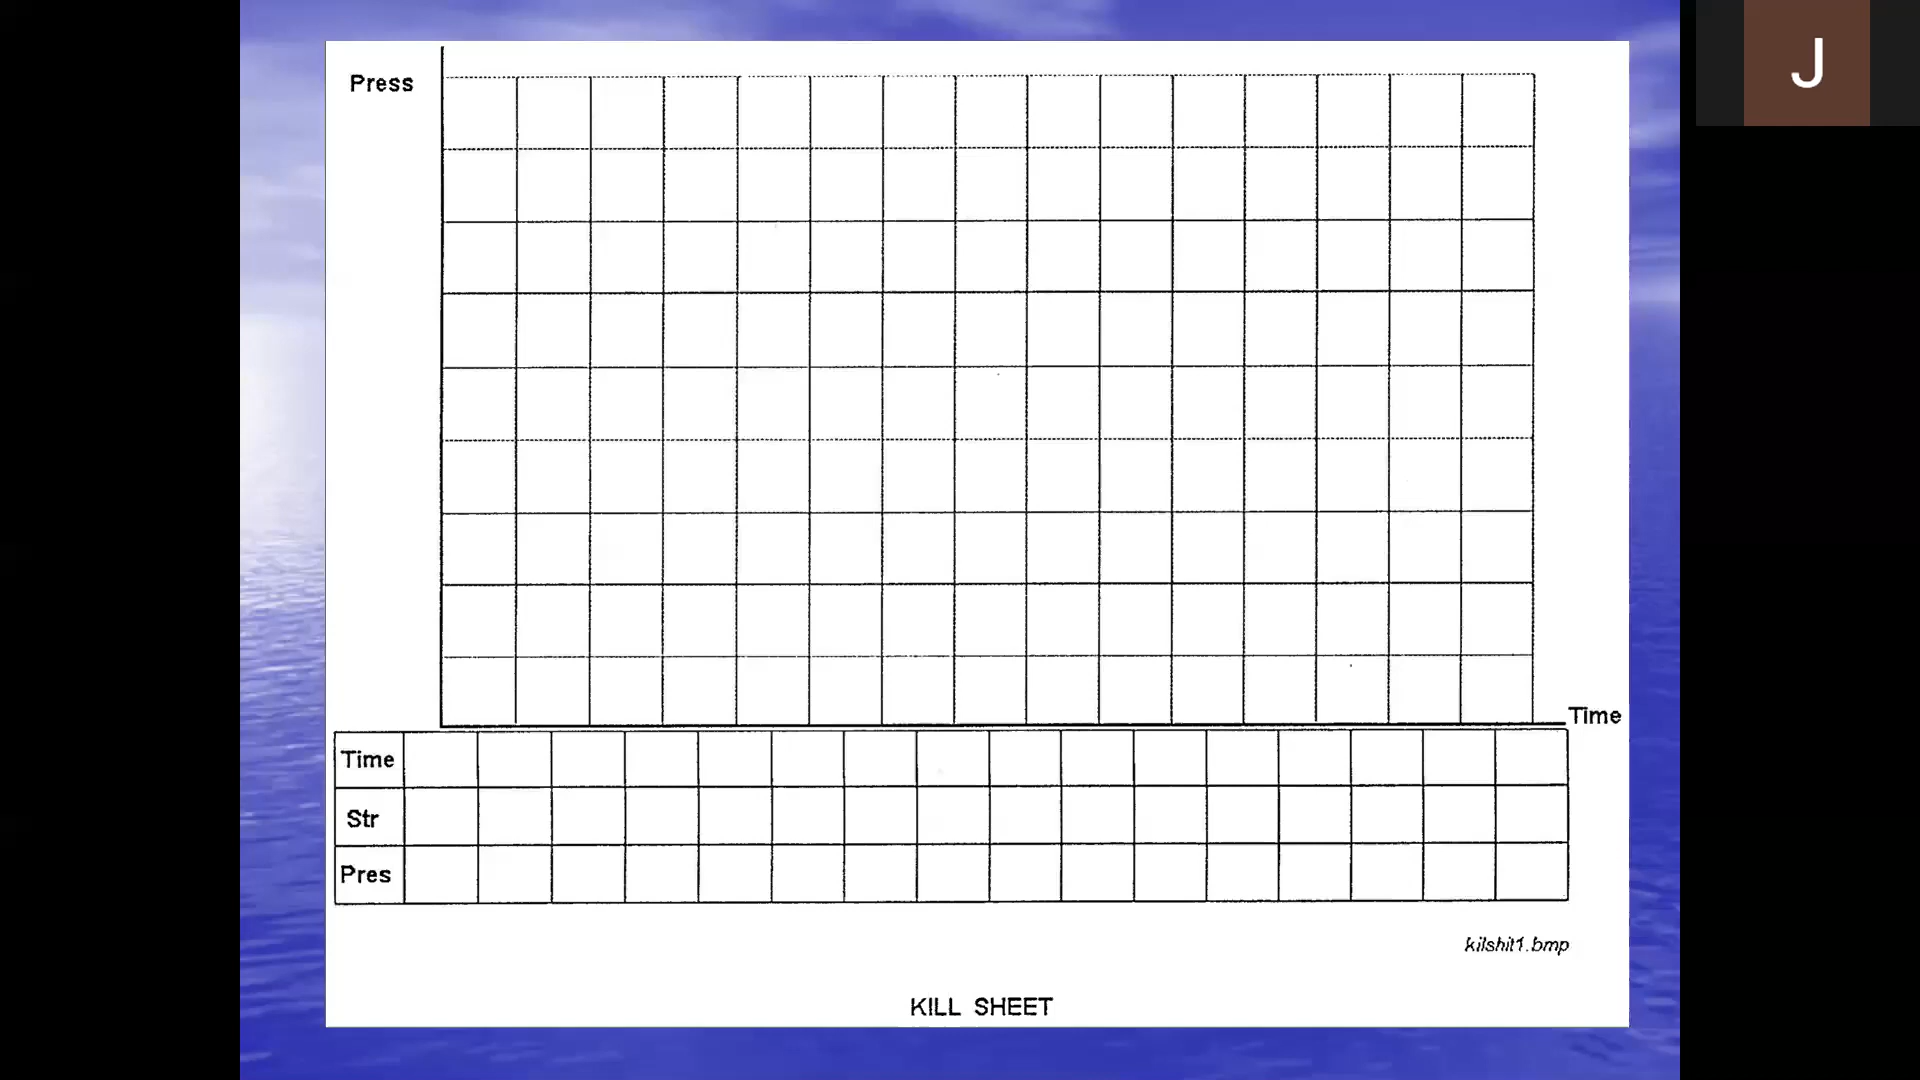 J
Press
Time
Time
Str
Pres
kilshit1.bmp
KILL SHEET